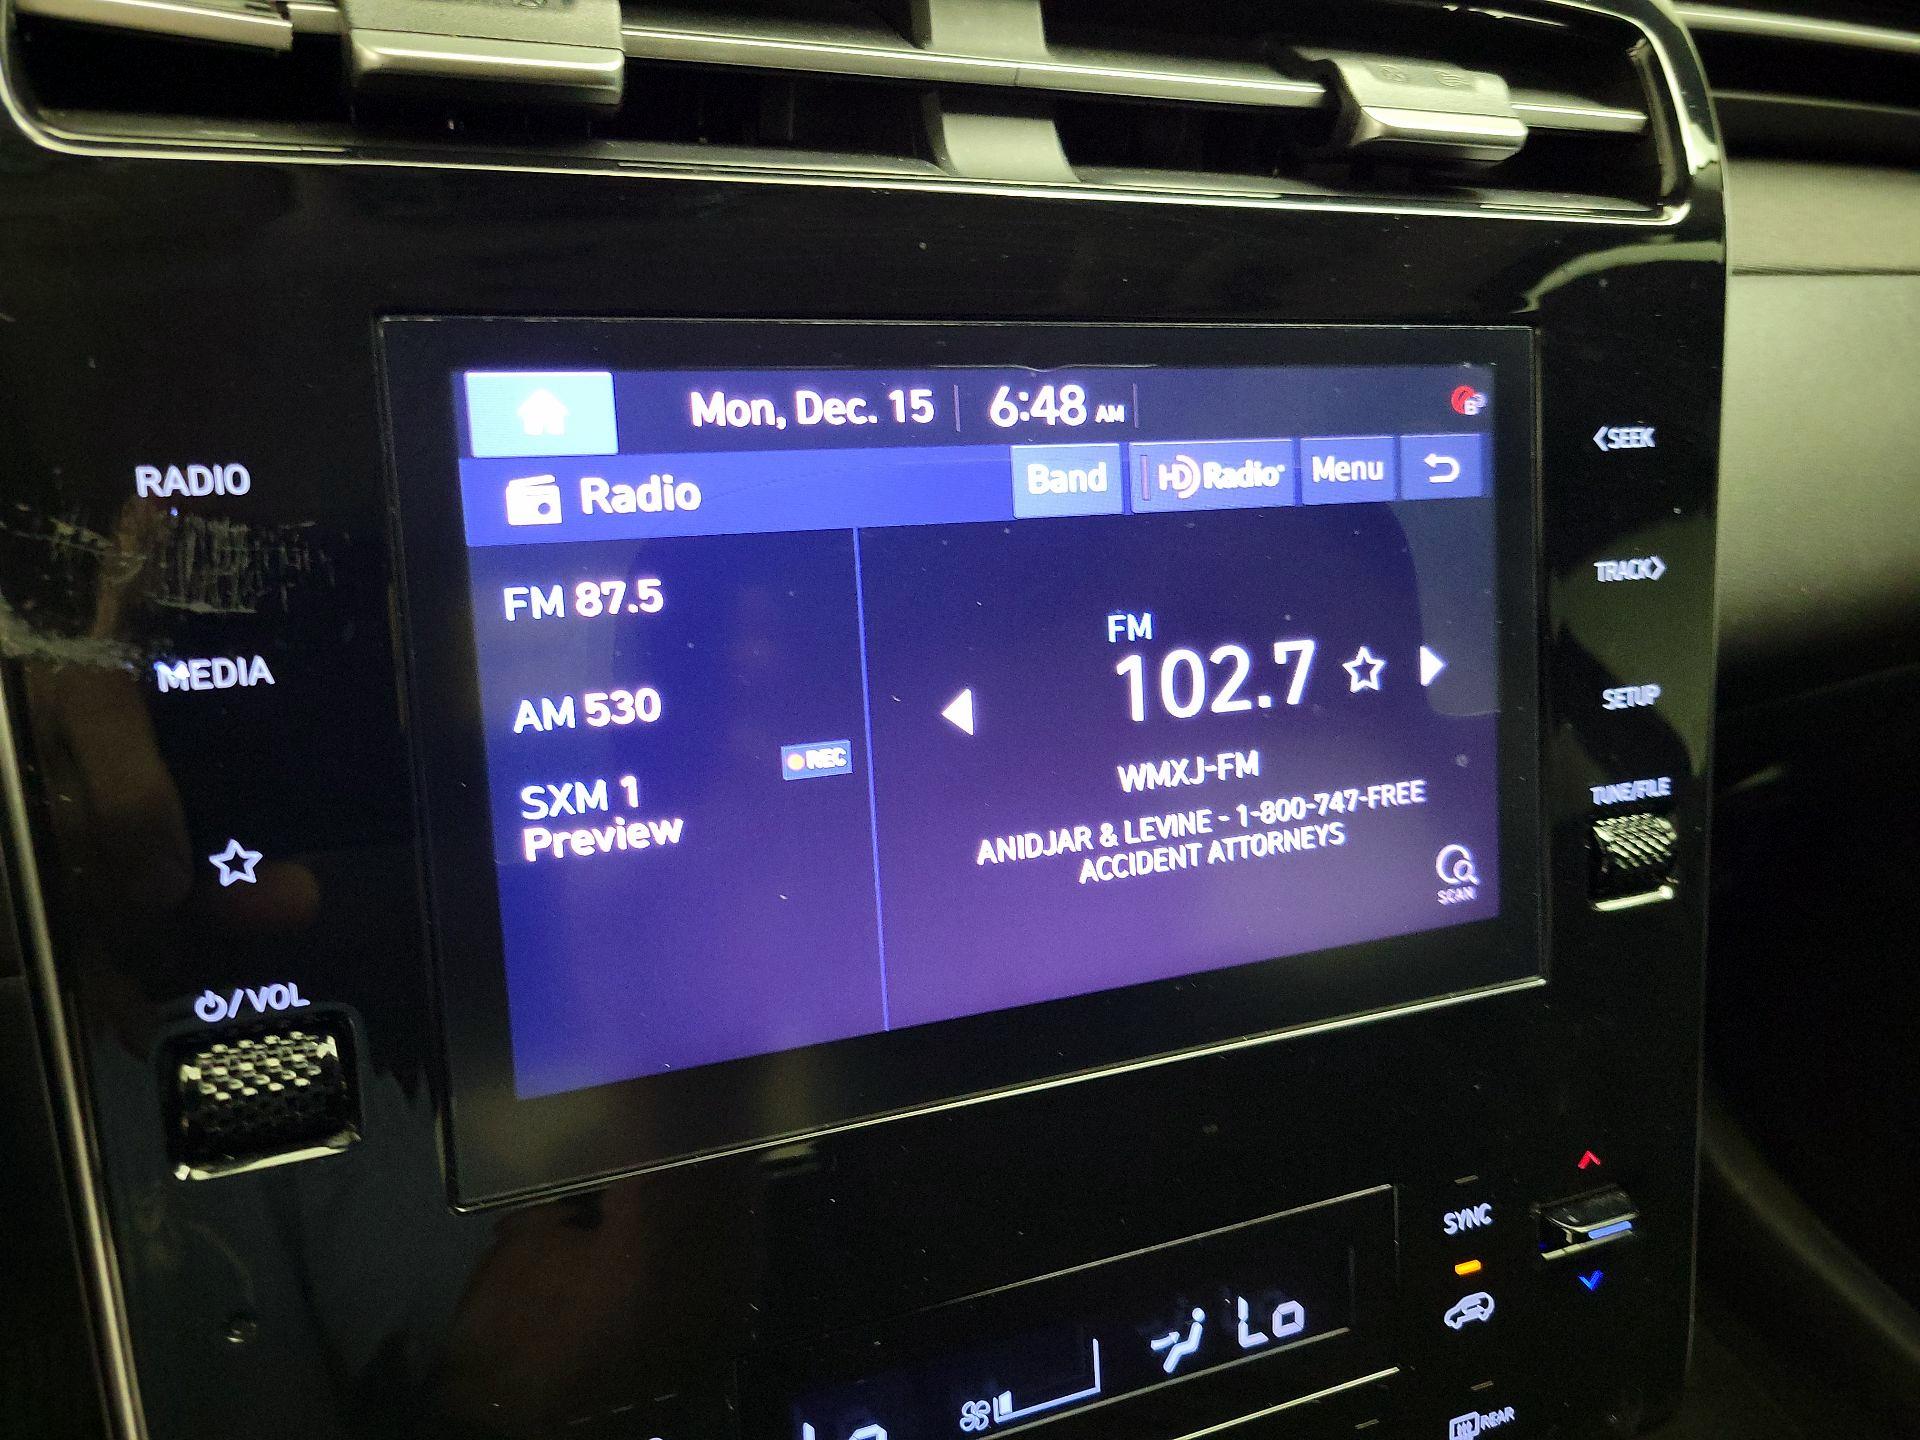 Mon, Dec. 15 6:48 AM
Radio Band HD Radio Menu
FM 87.5
AM 530
REC
SXM 1
Preview
FM
102.7
WMXJ-FM
ANIDJAR & LEVINE - 1-800-747-FREE
ACCIDENT ATTORNEYS
SCAN
RADIO
MEDIA
/VOL
<SEEK
TRACK>
SETUP
TUNE/FILE
SYNC
Lo
Lo
REAR